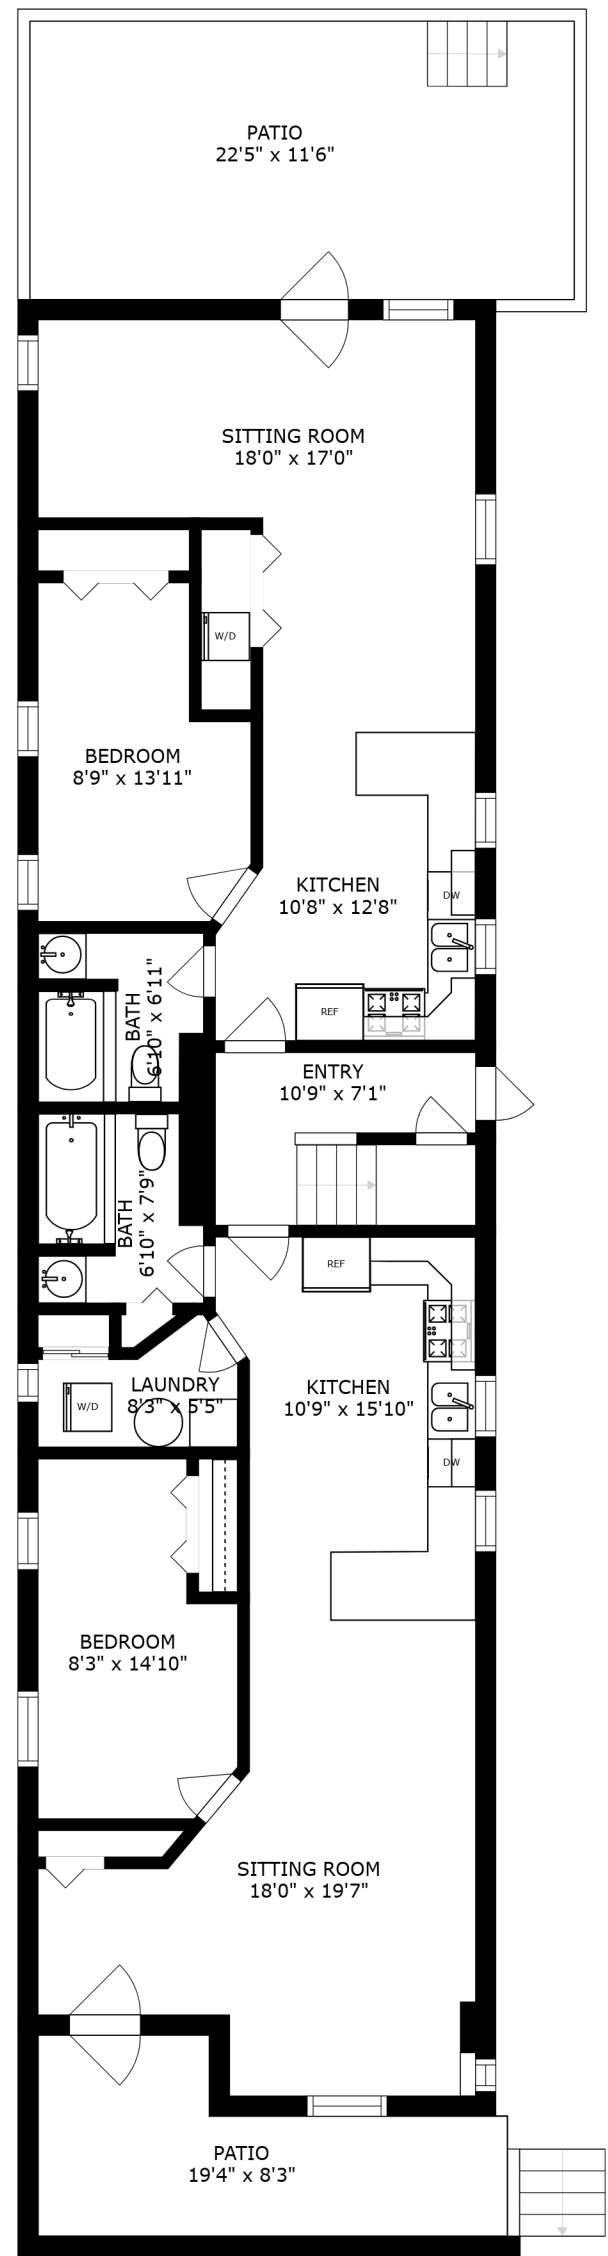 PATIO
22'5" x 11'6"
SITTING ROOM
18'0" x 17'0"
W/D
BEDROOM
8'9" x 13'11"
KITCHEN
10'8" x 12'8"
DW
BATH
6'10" x 6'11"
REF
ENTRY
10'9" x 7'1"
BATH
6'10" x 7'9"
REF
LAUNDRY
8'3" x 5'5"
W/D
KITCHEN
10'9" x 15'10"
DW
BEDROOM
8'3" x 14'10"
SITTING ROOM
18'0" x 19'7"
PATIO
19'4" x 8'3"